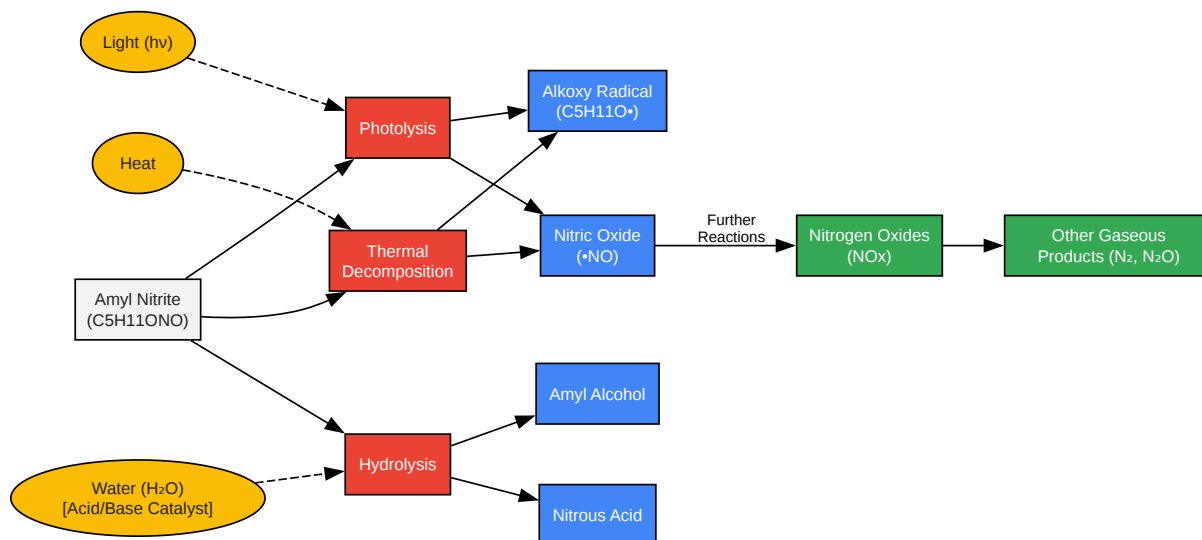 Light (hν)
Alkoxy Radical
(C5H11O•)
Photolysis
Heat
Further
Reactions
Nitric Oxide
(•NO)
Nitrogen Oxides
(NOx)
Other Gaseous
Products (N₂, N₂O)
Thermal
Decomposition
Amyl Nitrite
(C5H11ONO)
Amyl Alcohol
Hydrolysis
Water (H₂O)
[Acid/Base Catalyst]
Nitrous Acid